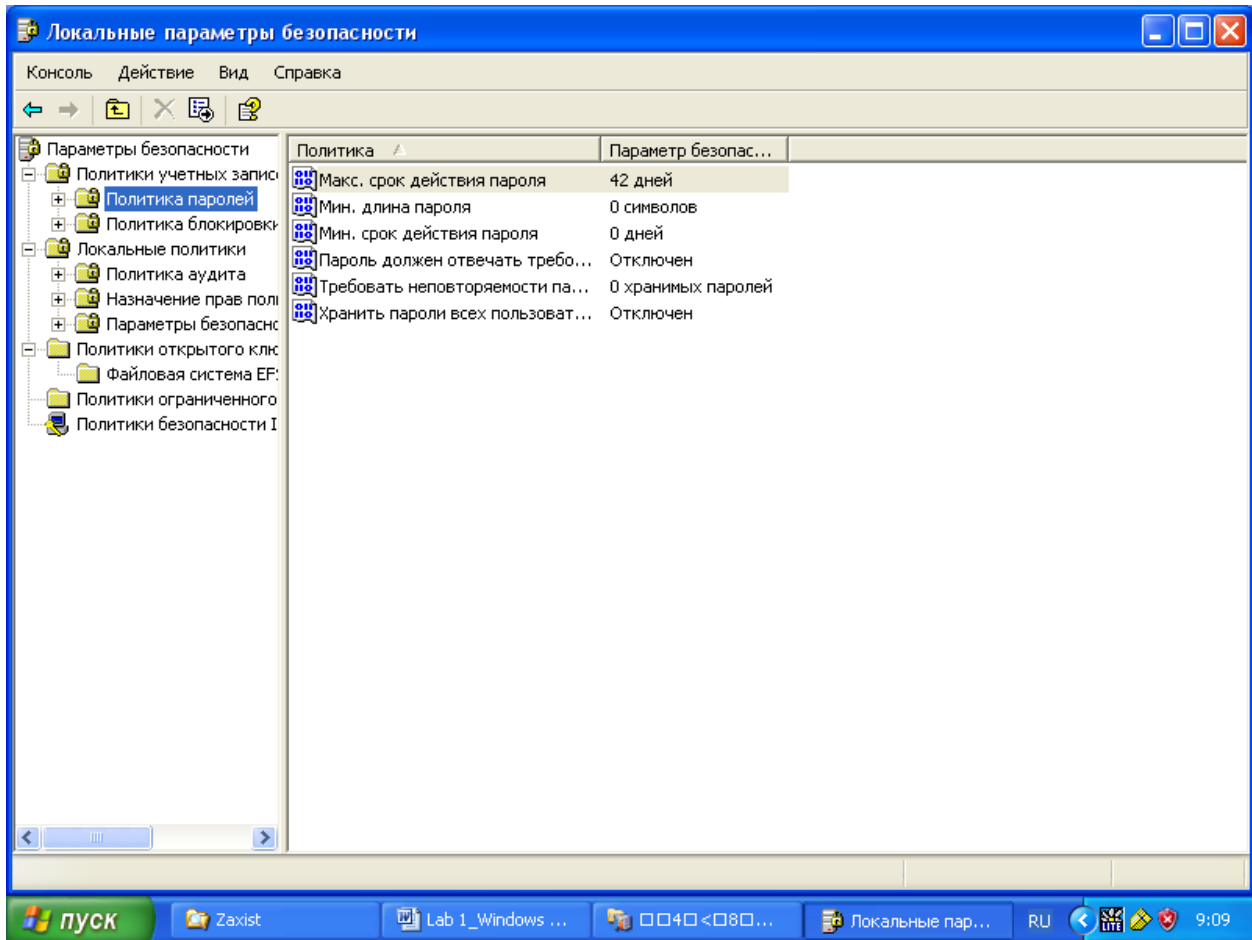 Локальные параметры безопасности
Консоль Действие Вид Справка
Параметры безопасности
Политики учетных запис
Политика паролей
Политика блокировки
Локальные политики
Политика аудита
Назначение прав пол
Параметры безопасно
Политики открытого клю
Файловая система EF
Политики ограниченного
Политики безопасности I
Политика Параметр безопас...
Макс. срок действия пароля 42 дней
Мин. длина пароля 0 символов
Мин. срок действия пароля 0 дней
Пароль должен отвечать требо... Отключен
Требовать неповторяемости па... 0 хранимых паролей
Хранить пароли всех пользоват... Отключен
пуск Zaxist Lab 1_Windows ... □□4□<□8□... Локальные пар... RU LITE 9:09